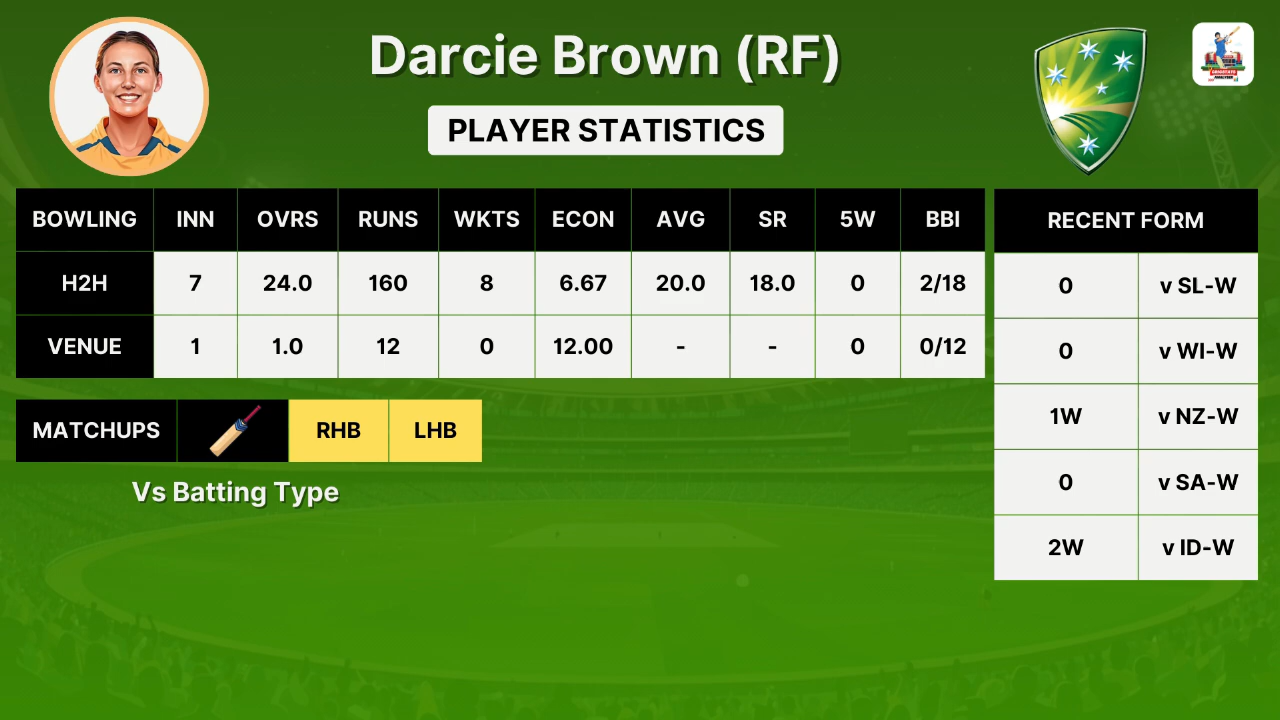 Darcie Brown (RF)
PLAYER STATISTICS
BOWLING INN OVRS RUNS WKTS ECON AVG SR 5W BBI
H2H 7 24.0 160 8 6.67 20.0 18.0 0 2/18
VENUE 1 1.0 12 0 12.00 - - 0 0/12
RECENT FORM
0 v SL-W
0 v WI-W
1W v NZ-W
0 v SA-W
2W v ID-W
MATCHUPS RHB LHB
Vs Batting Type